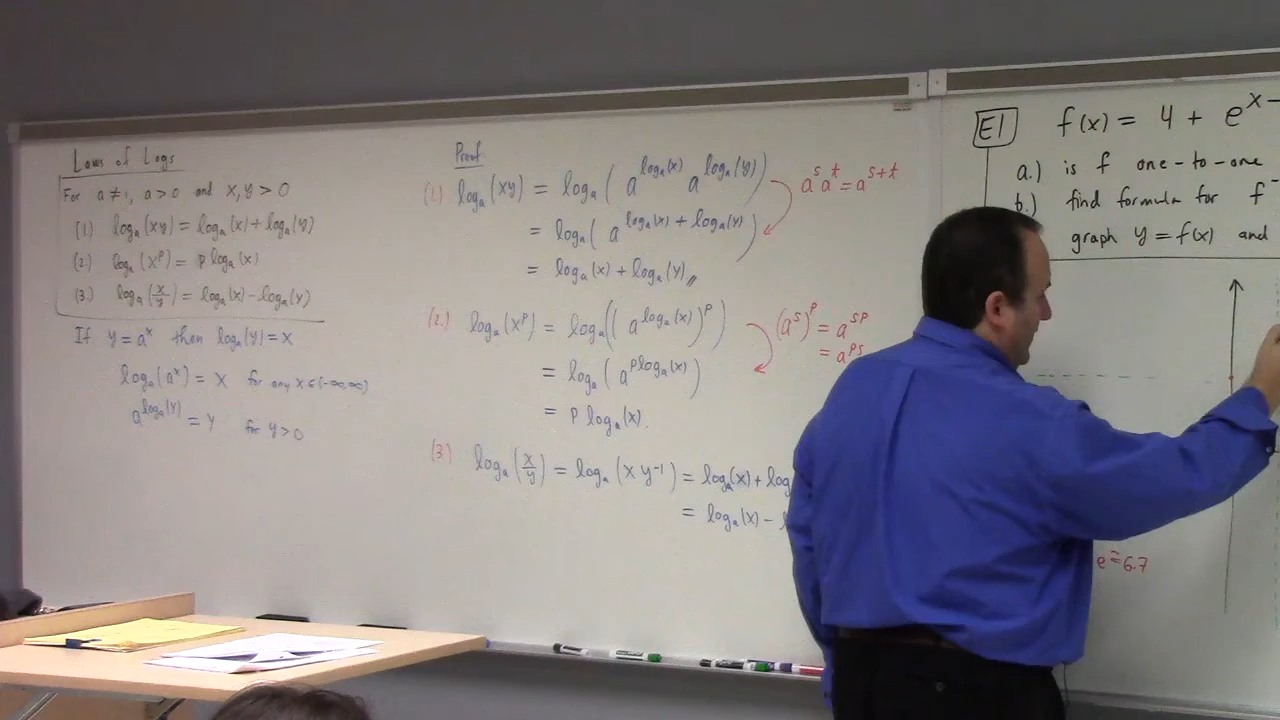 Laws of Logs
For a ≠ 1, a > 0 and x, y > 0
(1.) logₐ(xy) = logₐ(x) + logₐ(y)
(2.) logₐ(xᵖ) = p logₐ(x)
(3.) logₐ(x/y) = logₐ(x) - logₐ(y)
If y = aˣ then logₐ(y) = x
logₐ(aˣ) = x for any x ∈ (-∞,∞)
a^(logₐ(y)) = y for y > 0
Proof
(1.) logₐ(xy) = logₐ( a^(logₐ(x)) a^(logₐ(y)) ) aˢaᵗ = aˢ⁺ᵗ
= logₐ( a^(logₐ(x) + logₐ(y)) )
= logₐ(x) + logₐ(y)
(2.) logₐ(xᵖ) = logₐ(( a^(logₐ(x)) )ᵖ) (aˢ)ᵖ = aˢᵖ
= aᵖˢ
= logₐ( a^(p logₐ(x)) )
= p logₐ(x).
(3.) logₐ(x/y) = logₐ(x y⁻¹) = logₐ(x) + log
= logₐ(x) -
E1 f(x) = 4 + e^(x-
a.) is f one-to-one
b.) find formula for f⁻
graph y = f(x) and
e ≅ 6.7